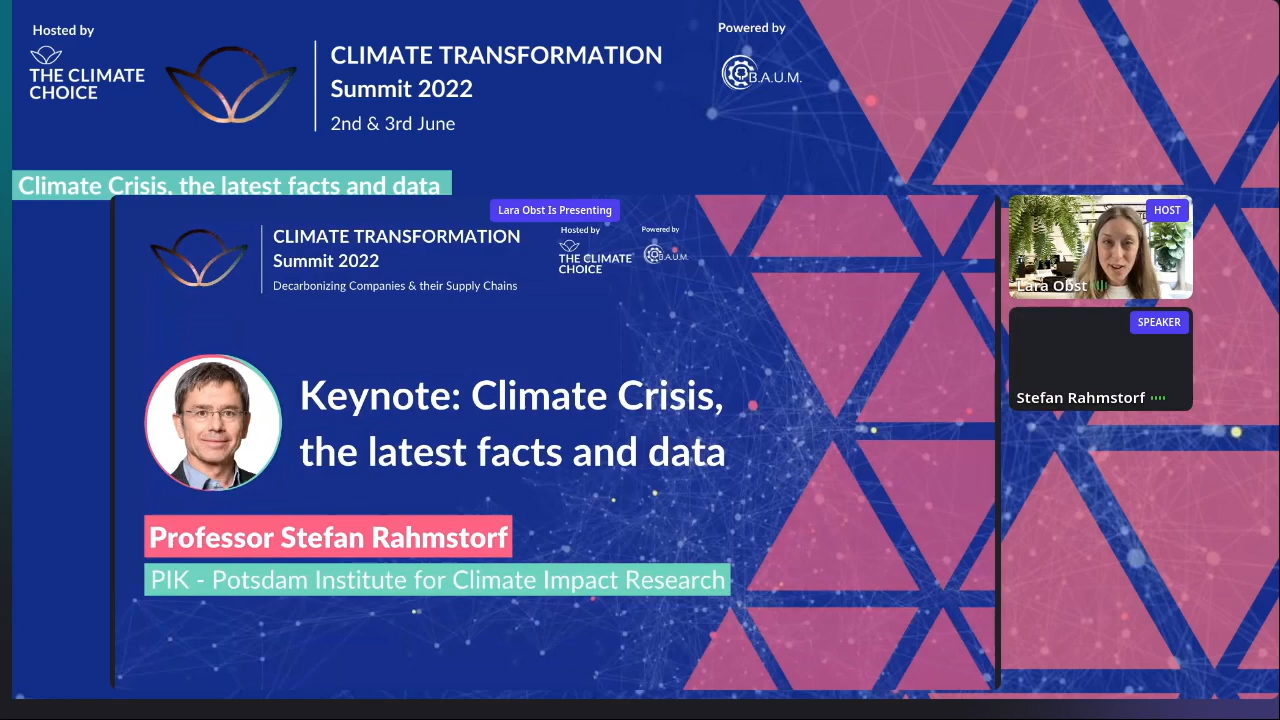 Hosted by
THE CLIMATE
CHOICE
CLIMATE TRANSFORMATION
Summit 2022
2nd & 3rd June
Powered by
B.A.U.M.
Climate Crisis, the latest facts and data
Lara Obst Is Presenting
CLIMATE TRANSFORMATION
Summit 2022
Decarbonizing Companies & their Supply Chains
Hosted by
THE CLIMATE
CHOICE
Powered by
B.A.U.M.
Keynote: Climate Crisis,
the latest facts and data
Professor Stefan Rahmstorf
PIK - Potsdam Institute for Climate Impact Research
HOST
Lara Obst
SPEAKER
Stefan Rahmstorf